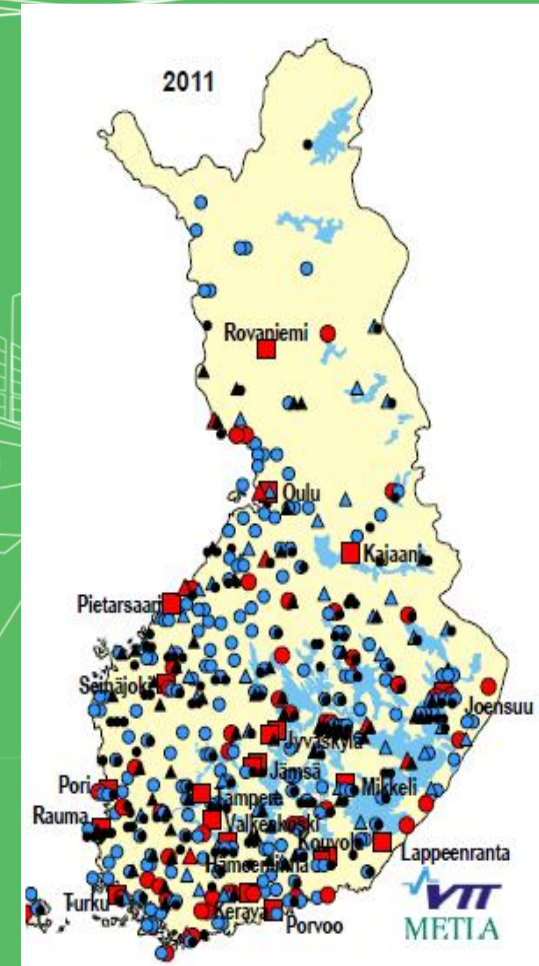 2011
Rovaniemi
Oulu
Kajaani
Pietarsaari
Seinäjoki
Joensuu
Jyväskylä
Jämsä
Pori
Tampere
Mikkeli
Rauma
Valkeakoski
Kouvola
Hämeenlinna
Lappeenranta
Turku
Kerava
Porvoo
VTT
METLA